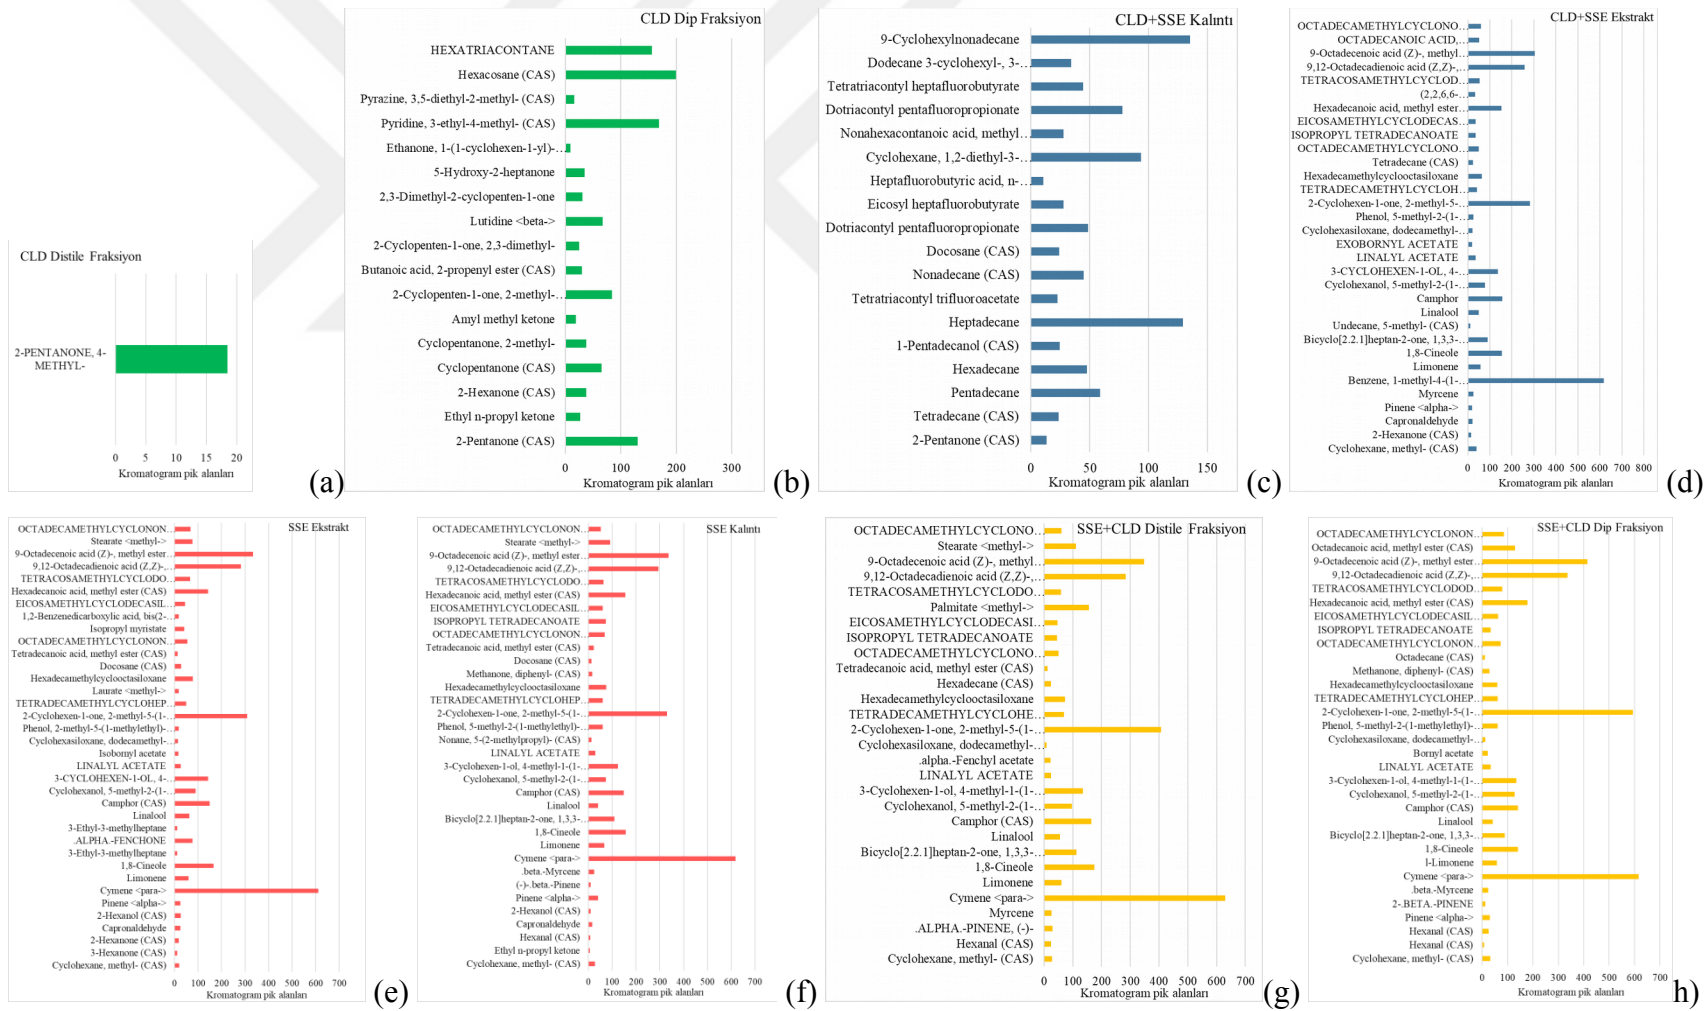 CLD Distile Fraksiyon
2-PENTANONE, 4-
METHYL-
0 5 10 15 20
Kromatogram pik alanları
(a)
CLD Dip Fraksiyon
HEXATRIACONTANE
Hexacosane (CAS)
Pyrazine, 3,5-diethyl-2-methyl- (CAS)
Pyridine, 3-ethyl-4-methyl- (CAS)
Ethanone, 1-(1-cyclohexen-1-yl)-…
5-Hydroxy-2-heptanone
2,3-Dimethyl-2-cyclopenten-1-one
Lutidine <beta->
2-Cyclopenten-1-one, 2,3-dimethyl-
Butanoic acid, 2-propenyl ester (CAS)
2-Cyclopenten-1-one, 2-methyl-…
Amyl methyl ketone
Cyclopentanone, 2-methyl-
Cyclopentanone (CAS)
2-Hexanone (CAS)
Ethyl n-propyl ketone
2-Pentanone (CAS)
0 100 200 300
Kromatogram pik alanları
(b)
CLD+SSE Kalıntı
9-Cyclohexylnonadecane
Dodecane 3-cyclohexyl-, 3-…
Tetratriacontyl heptafluorobutyrate
Dotriacontyl pentafluoropropionate
Nonahexacontanoic acid, methyl…
Cyclohexane, 1,2-diethyl-3-…
Heptafluorobutyric acid, n-…
Eicosyl heptafluorobutyrate
Dotriacontyl pentafluoropropionate
Docosane (CAS)
Nonadecane (CAS)
Tetratriacontyl trifluoroacetate
Heptadecane
1-Pentadecanol (CAS)
Hexadecane
Pentadecane
Tetradecane (CAS)
2-Pentanone (CAS)
0 50 100 150
Kromatogram pik alanları
(c)
CLD+SSE Ekstrakt
OCTADECAMETHYLCYCLONO…
OCTADECANOIC ACID,…
9-Octadecenoic acid (Z)-, methyl…
9,12-Octadecadienoic acid (Z,Z)-,…
TETRACOSAMETHYLCYCLOD…
(2,2,6,6-…
Hexadecanoic acid, methyl ester…
EICOSAMETHYLCYCLODECAS…
ISOPROPYL TETRADECANOATE
OCTADECAMETHYLCYCLONO…
Tetradecane (CAS)
Hexadecamethylcyclooctasiloxane
TETRADECAMETHYLCYCLOH…
2-Cyclohexen-1-one, 2-methyl-5-…
Phenol, 5-methyl-2-(1-…
Cyclohexasiloxane, dodecamethyl-…
EXOBORNYL ACETATE
LINALYL ACETATE
3-CYCLOHEXEN-1-OL, 4-…
Cyclohexanol, 5-methyl-2-(1-…
Camphor
Linalool
Undecane, 5-methyl- (CAS)
Bicyclo[2.2.1]heptan-2-one, 1,3,3-…
1,8-Cineole
Limonene
Benzene, 1-methyl-4-(1-…
Myrcene
Pinene <alpha->
Capronaldehyde
2-Hexanone (CAS)
Cyclohexane, methyl- (CAS)
0 100 200 300 400 500 600 700 800
Kromatogram pik alanları
(d)
SSE Ekstrakt
OCTADECAMETHYLCYCLONON…
Stearate <methyl->
9-Octadecenoic acid (Z)-, methyl ester…
9,12-Octadecadienoic acid (Z,Z)-,…
TETRACOSAMETHYLCYCLODO…
Hexadecanoic acid, methyl ester (CAS)
EICOSAMETHYLCYCLODECASIL…
1,2-Benzenedicarboxylic acid, bis(2-…
Isopropyl myristate
OCTADECAMETHYLCYCLONON…
Tetradecanoic acid, methyl ester (CAS)
Docosane (CAS)
Hexadecamethylcyclooctasiloxane
Laurate <methyl->
TETRADECAMETHYLCYCLOHEP…
2-Cyclohexen-1-one, 2-methyl-5-(1-…
Phenol, 2-methyl-5-(1-methylethyl)-…
Cyclohexasiloxane, dodecamethyl-…
Isobornyl acetate
LINALYL ACETATE
3-CYCLOHEXEN-1-OL, 4-…
Cyclohexanol, 5-methyl-2-(1-…
Camphor (CAS)
Linalool
3-Ethyl-3-methylheptane
.ALPHA.-FENCHONE
3-Ethyl-3-methylheptane
1,8-Cineole
Limonene
Cymene <para->
Pinene <alpha->
2-Hexanol (CAS)
Capronaldehyde
2-Hexanone (CAS)
3-Hexanone (CAS)
Cyclohexane, methyl- (CAS)
0 100 200 300 400 500 600 700 800
Kromatogram pik alanları
(e)
SSE Kalıntı
OCTADECAMETHYLCYCLONON…
Stearate <methyl->
9-Octadecenoic acid (Z)-, methyl ester…
9,12-Octadecadienoic acid (Z,Z)-,…
TETRACOSAMETHYLCYCLODO…
Hexadecanoic acid, methyl ester (CAS)
EICOSAMETHYLCYCLODECASIL…
ISOPROPYL TETRADECANOATE
OCTADECAMETHYLCYCLONON…
Tetradecanoic acid, methyl ester (CAS)
Docosane (CAS)
Methanone, diphenyl- (CAS)
Hexadecamethylcyclooctasiloxane
TETRADECAMETHYLCYCLOHEP…
2-Cyclohexen-1-one, 2-methyl-5-(1-…
Phenol, 5-methyl-2-(1-methylethyl)-…
Nonane, 5-(2-methylpropyl)- (CAS)
LINALYL ACETATE
3-Cyclohexen-1-ol, 4-methyl-1-(1-…
Cyclohexanol, 5-methyl-2-(1-…
Camphor (CAS)
Linalool
Bicyclo[2.2.1]heptan-2-one, 1,3,3-…
1,8-Cineole
Limonene
Cymene <para->
.beta.-Myrcene
(-)-.beta.-Pinene
Pinene <alpha->
2-Hexanol (CAS)
Capronaldehyde
Hexanal (CAS)
Ethyl n-propyl ketone
Cyclohexane, methyl- (CAS)
0 100 200 300 400 500 600 700
Kromatogram pik alanları
(f)
SSE+CLD Distile Fraksiyon
OCTADECAMETHYLCYCLONO…
Stearate <methyl->
9-Octadecenoic acid (Z)-, methyl…
9,12-Octadecadienoic acid (Z,Z)-,…
TETRACOSAMETHYLCYCLODO…
Palmitate <methyl->
EICOSAMETHYLCYCLODECASI…
ISOPROPYL TETRADECANOATE
OCTADECAMETHYLCYCLONO…
Tetradecanoic acid, methyl ester (CAS)
Hexadecane (CAS)
Hexadecamethylcyclooctasiloxane
TETRADECAMETHYLCYCLOHE…
2-Cyclohexen-1-one, 2-methyl-5-(1-…
Cyclohexasiloxane, dodecamethyl-…
.alpha.-Fenchyl acetate
LINALYL ACETATE
3-Cyclohexen-1-ol, 4-methyl-1-(1-…
Cyclohexanol, 5-methyl-2-(1-…
Camphor (CAS)
Linalool
Bicyclo[2.2.1]heptan-2-one, 1,3,3-…
1,8-Cineole
Limonene
Cymene <para->
Myrcene
.ALPHA.-PINENE, (-)-
Hexanal (CAS)
Cyclohexane, methyl- (CAS)
0 100 200 300 400 500 600 700
Kromatogram pik alanları
(g)
SSE+CLD Dip Fraksiyon
OCTADECAMETHYLCYCLONON…
Octadecanoic acid, methyl ester (CAS)
9-Octadecenoic acid (Z)-, methyl ester…
9,12-Octadecadienoic acid (Z,Z)-,…
TETRACOSAMETHYLCYCLODOD…
Hexadecanoic acid, methyl ester (CAS)
EICOSAMETHYLCYCLODECASIL…
ISOPROPYL TETRADECANOATE
OCTADECAMETHYLCYCLONON…
Octadecane (CAS)
Methanone, diphenyl- (CAS)
Hexadecamethylcyclooctasiloxane
TETRADECAMETHYLCYCLOHEP…
2-Cyclohexen-1-one, 2-methyl-5-(1-…
Phenol, 5-methyl-2-(1-methylethyl)-…
Cyclohexasiloxane, dodecamethyl-…
Bornyl acetate
LINALYL ACETATE
3-Cyclohexen-1-ol, 4-methyl-1-(1-…
Cyclohexanol, 5-methyl-2-(1-…
Camphor (CAS)
Linalool
Bicyclo[2.2.1]heptan-2-one, 1,3,3-…
1,8-Cineole
l-Limonene
Cymene <para->
.beta.-Myrcene
2-.BETA.-PINENE
Pinene <alpha->
Hexanal (CAS)
Hexanal (CAS)
Cyclohexane, methyl- (CAS)
0 100 200 300 400 500 600 700
Kromatogram pik alanları
h)